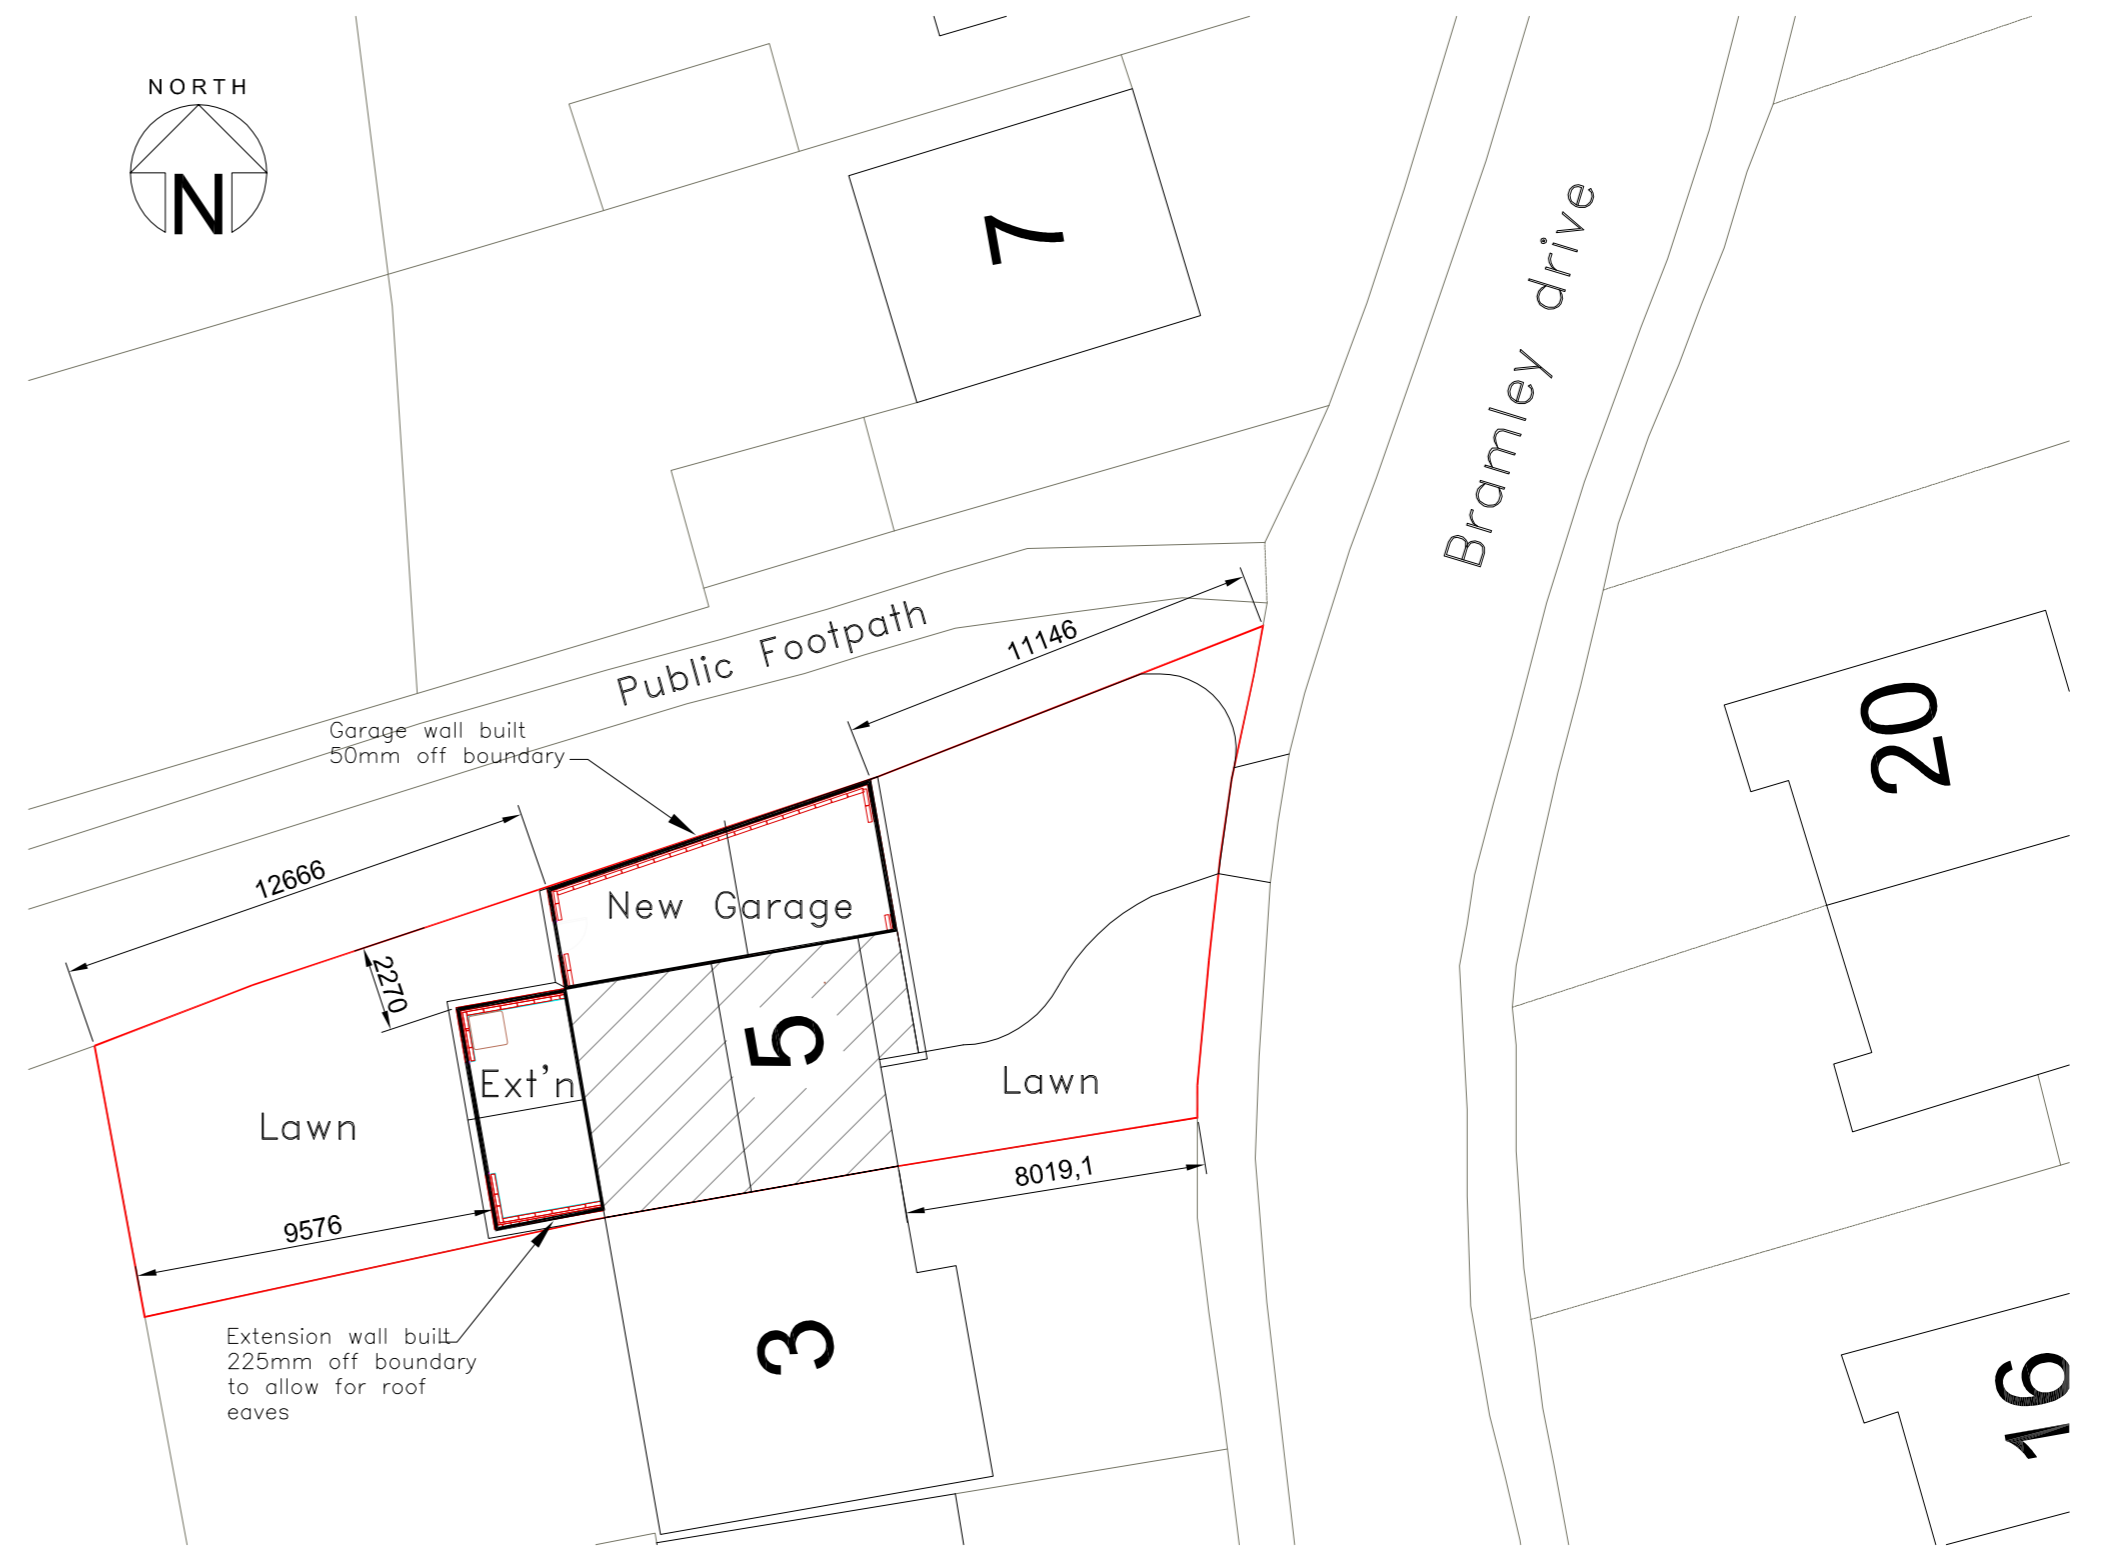 NORTH
N
7
Bramley drive
Public Footpath
11146
20
Garage wall built
50mm off boundary
12666
2270
New Garage
5
Ext'n
Lawn
Lawn
8019,1
9576
Extension wall built
225mm off boundary
to allow for roof
eaves
3
16